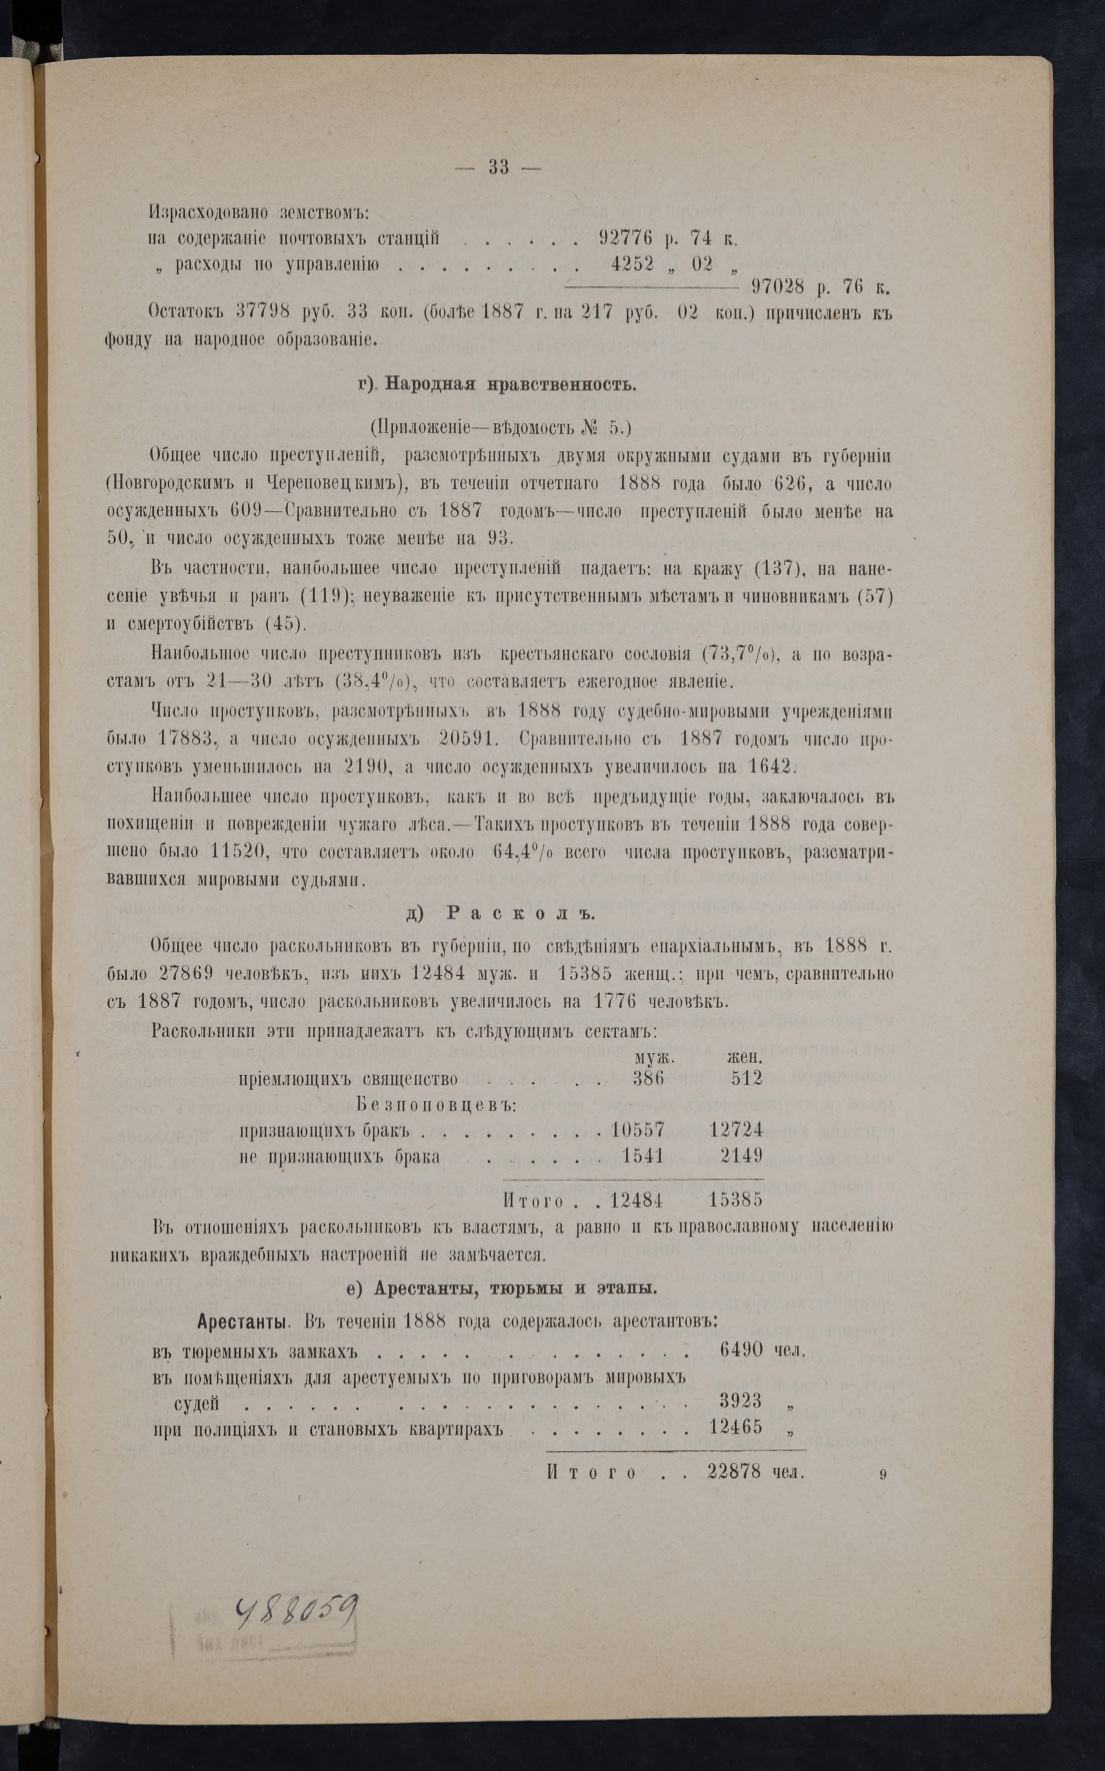 — 33 —
Израсходовано земствомъ:
на содержаніе почтовыхъ станцій . . . . . . 92776 р. 74 к.
„ расходы по управленію . . . . . . . . . 4252 „ 02 „
97028 р. 76 к.
Остатокъ 37798 руб. 33 коп. (болѣе 1887 г. на 217 руб. 02 коп.) причисленъ къ
фонду на народное образованіе.
г). Народная нравственность.
(Приложеніе—вѣдомость № 5.)
Общее число преступленій, разсмотрѣнныхъ двумя окружными судами въ губерніи
(Новгородскимъ и Череповецкимъ), въ теченіи отчетнаго 1888 года было 626, а число
осужденныхъ 609—Сравнительно съ 1887 годомъ—число преступленій было менѣе на
50, и число осужденныхъ тоже менѣе на 93.
Въ частности, наибольшее число преступленій падаетъ: на кражу (137), на нане-
сеніе увѣчья и ранъ (119); неуваженіе къ присутственнымъ мѣстамъ и чиновникамъ (57)
и смертоубійствъ (45).
Наибольшое число преступниковъ изъ крестьянскаго сословія (73,7%), а по возра-
стамъ отъ 21—30 лѣтъ (38,4%), что составляетъ ежегодное явленіе.
Число проступковъ, разсмотрѣнныхъ въ 1888 году судебно-мировыми учрежденіями
было 17883, а число осужденныхъ 20591. Сравнительно съ 1887 годомъ число про-
ступковъ уменьшилось на 2190, а число осужденныхъ увеличилось на 1642.
Наибольшее число проступковъ, какъ и во всѣ предъидущіе годы, заключалось въ
похищеніи и поврежденіи чужаго лѣса.—Такихъ проступковъ въ теченіи 1888 года совер-
шено было 11520, что составляетъ около 64,4% всего числа проступковъ, разсматри-
вавшихся мировыми судьями.
д) Расколъ.
Общее число раскольниковъ въ губерніи, по свѣдѣніямъ епархіальнымъ, въ 1888 г.
было 27869 человѣкъ, изъ нихъ 12484 муж. и 15385 женщ.; при чемъ, сравнительно
съ 1887 годомъ, число раскольниковъ увеличилось на 1776 человѣкъ.
Раскольники эти принадлежатъ къ слѣдующимъ сектамъ:
муж. жен.
пріемлющихъ священство . . . . . 386 512
Безпоповцевъ:
признающихъ бракъ . . . . . . . . . 10557 12724
не признающихъ брака . . . . . . 1541 2149
Итого . . 12484 15385
Въ отношеніяхъ раскольниковъ къ властямъ, а равно и къ православному населенію
никакихъ враждебныхъ настроеній не замѣчается.
е) Арестанты, тюрьмы и этапы.
Арестанты. Въ теченіи 1888 года содержалось арестантовъ:
въ тюремныхъ замкахъ . . . . . . . . . . . . . . 6490 чел.
въ помѣщеніяхъ для арестуемыхъ по приговорамъ мировыхъ
судей . . . . . . . . . . . . . . . . . . . . 3923 „
при полиціяхъ и становыхъ квартирахъ . . . . . . . . 12465 „
Итого . . 22878 чел.
9
488059